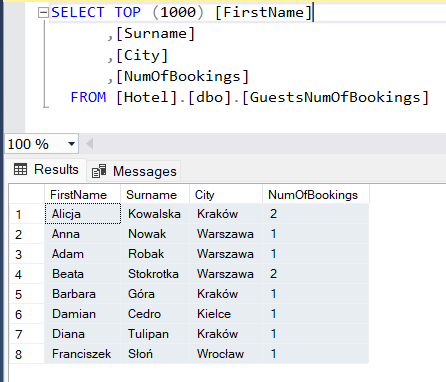 SELECT TOP (1000) [FirstName]
,[Surname]
,[City]
,[NumOfBookings]
FROM [Hotel].[dbo].[GuestsNumOfBookings]
100 %
Results Messages
FirstName Surname City NumOfBookings
1 Alicja Kowalska Kraków 2
2 Anna Nowak Warszawa 1
3 Adam Robak Warszawa 1
4 Beata Stokrotka Warszawa 2
5 Barbara Góra Kraków 1
6 Damian Cedro Kielce 1
7 Diana Tulipan Kraków 1
8 Franciszek Słoń Wrocław 1